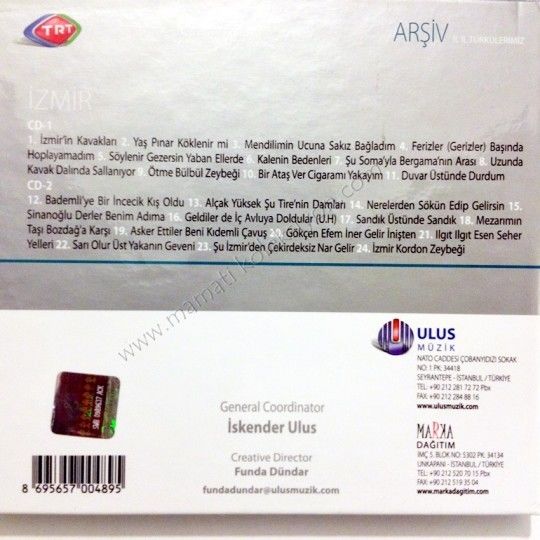 TRT
ARŞİV İL İL TÜRKÜLERİMİZ
İZMİR
CD-1
1. İzmir'in Kavakları 2. Yaş Pınar Köklenir mi 3. Mendilimin Ucuna Sakız Bağladım 4. Ferizler (Gerizler) Başında
Hoplayamadım 5. Söylenir Gezersin Yaban Ellerde 6. Kalenin Bedenleri 7. Şu Soma'yla Bergama'nın Arası 8. Uzunda
Kavak Dalında Sallanıyor 9. Ötme Bülbül Zeybeği 10. Bir Ataş Ver Cigaramı Yakayım 11. Duvar Üstünde Durdum
CD-2
12. Bademli'ye Bir İncecik Kış Oldu 13. Alçak Yüksek Şu Tire'nin Damları 14. Nerelerden Sökün Edip Gelirsin 15.
Sinanoğlu Derler Benim Adıma 16. Geldiler de İç Avluya Doldular (U.H) 17. Sandık Üstünde Sandık 18. Mezarımın
Taşı Bozdağ'a Karşı 19. Asker Ettiler Beni Kıdemli Çavuş 20. Gökçen Efem İner Gelir İnişten 21. Ilgıt Ilgıt Esen Seher
Yelleri 22. Sarı Olur Üst Yakanın Geveni 23. Şu İzmir'den Çekirdeksiz Nar Gelir 24. İzmir Kordon Zeybeği
ULUS
MÜZİK
NATO CADDESİ ÇOBANYILDIZI SOKAK
NO: 1 PK: 34418
SEYRANTEPE - İSTANBUL / TÜRKİYE
TEL: +90 212 281 72 72 Pbx
FAX: +90 212 284 88 16
www.ulusmuzik.com
General Coordinator
İskender Ulus
Creative Director
Funda Dündar
fundadundar@ulusmuzik.com
MARKA
DAĞITIM
İMÇ 5. BLOK NO: 5302 PK: 34134
UNKAPANI - İSTANBUL / TÜRKİYE
TEL: +90 212 520 70 15 Pbx
FAX: +90 212 519 35 04
www.markadagitim.com
8 695657 004895